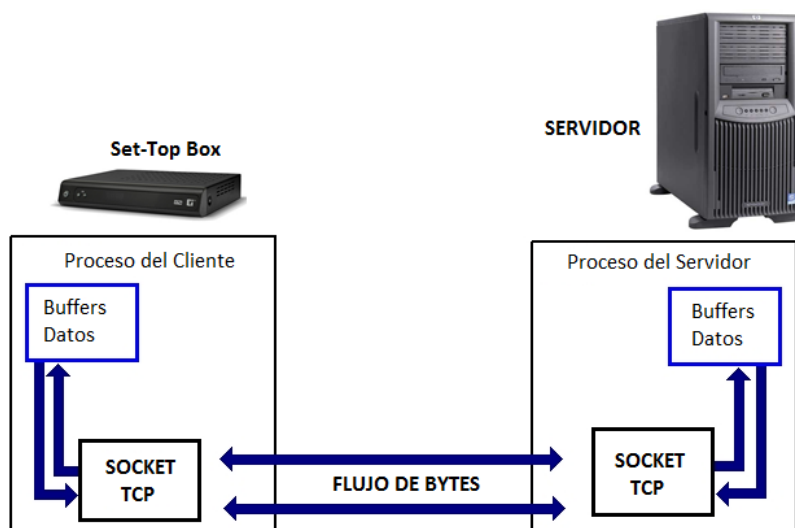 SERVIDOR
Set-Top Box
Proceso del Cliente
Proceso del Servidor
Buffers
Datos
Buffers
Datos
SOCKET
TCP
FLUJO DE BYTES
SOCKET
TCP